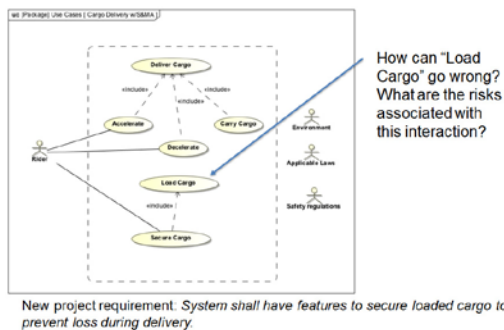 uc [Package] Use Cases [ Cargo Delivery w/S&MA ]
Deliver Cargo
«include»
«include»
«include»
Accelerate
Carry Cargo
Decelerate
Rider
Load Cargo
«include»
Secure Cargo
Environment
Applicable Laws
Safety regulations
How can “Load
Cargo” go wrong?
What are the risks
associated with
this interaction?
New project requirement: System shall have features to secure loaded cargo to
prevent loss during delivery.